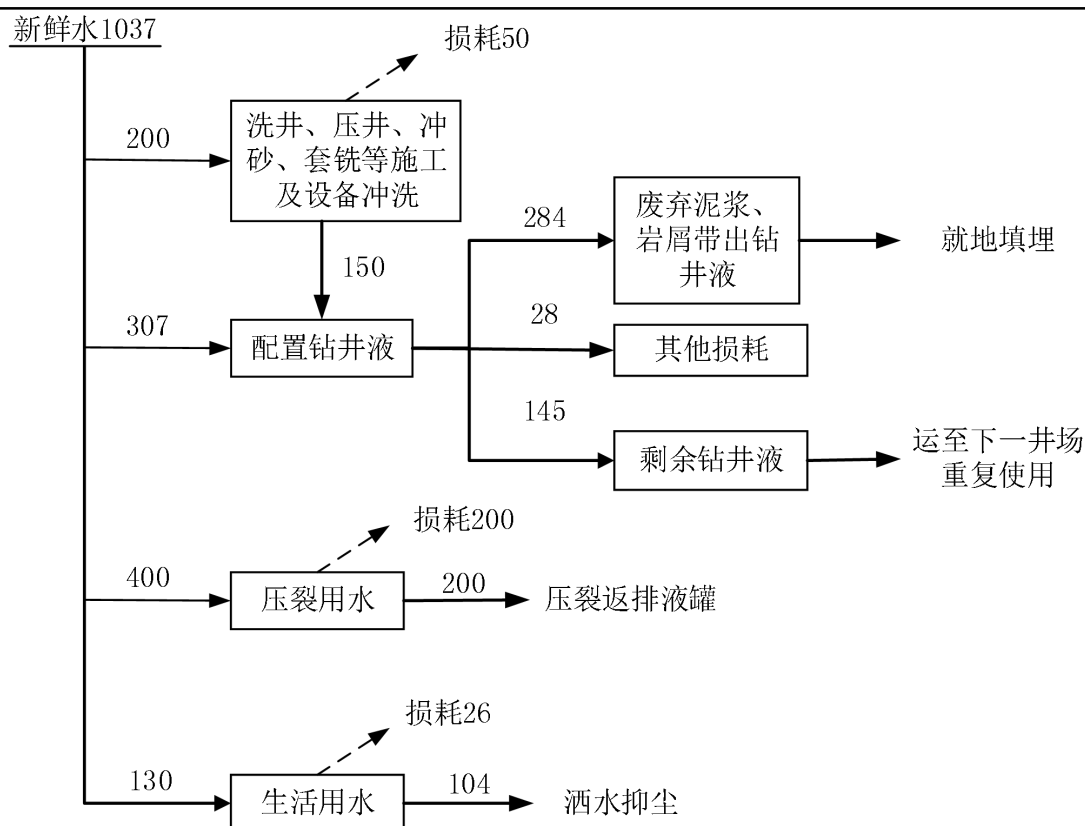 新鲜水1037
损耗50
200
洗井、压井、冲
砂、套铣等施工
及设备冲洗
150
284
废弃泥浆、
岩屑带出钻
井液
就地填埋
307
配置钻井液
28
其他损耗
145
剩余钻井液
运至下一井场
重复使用
损耗200
400
压裂用水
200
压裂返排液罐
损耗26
130
生活用水
104
洒水抑尘